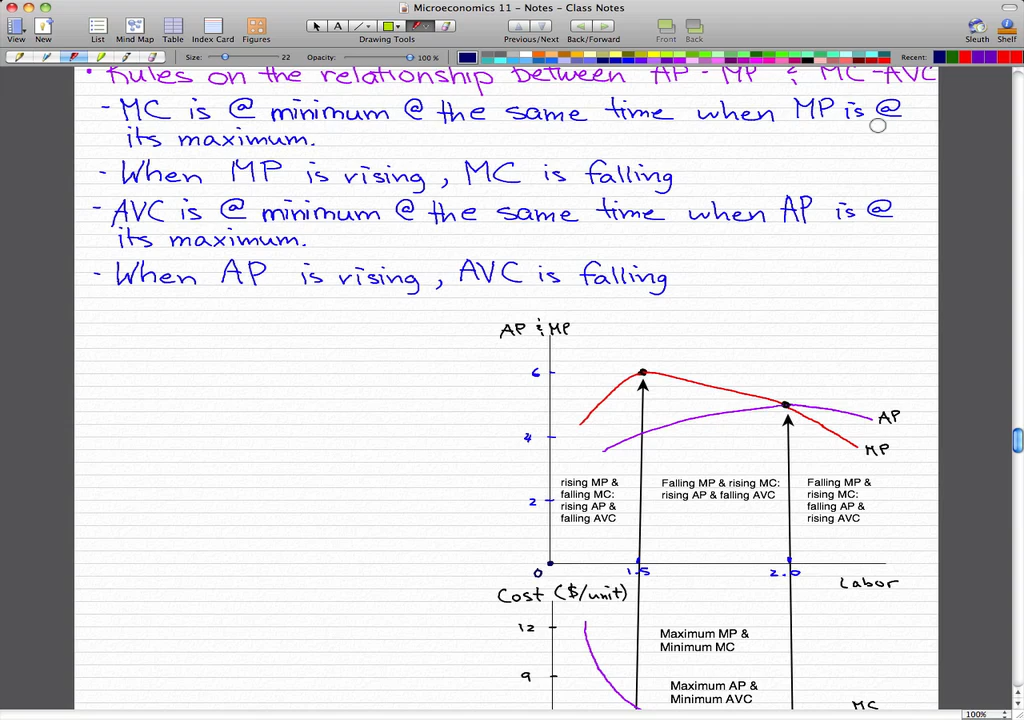 Microeconomics 11 – Notes – Class Notes
View New List Mind Map Table Index Card Figures Drawing Tools Previous/Next Back/Forward Front Back Sleuth Shelf
Size: 22 Opacity: 100 % Recent:
• Rules on the relationship between AP - MP & MC -AVC
- MC is @ minimum @ the same time when MP is @
its maximum.
- When MP is rising, MC is falling
- AVC is @ minimum @ the same time when AP is @
its maximum.
- When AP is rising, AVC is falling
AP & MP
6
AP
4
MP
rising MP &
falling MC:
rising AP &
falling AVC
Falling MP & rising MC:
rising AP & falling AVC
Falling MP &
rising MC:
falling AP &
rising AVC
2
0
1.5
2.0
Labor
Cost ($/unit)
12
Maximum MP &
Minimum MC
9
Maximum AP &
Minimum AVC
MC
100%